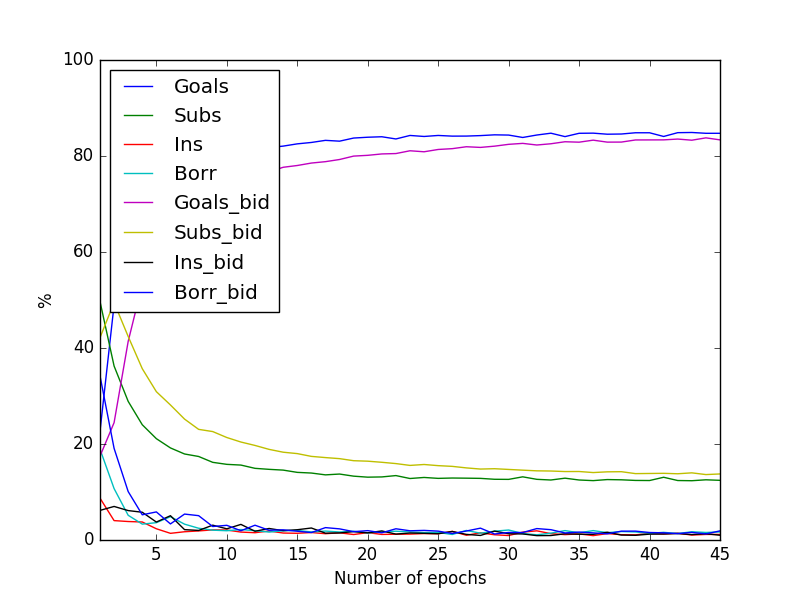 100
80
60
40
20
0
%
Goals
Subs
Ins
Borr
Goals_bid
Subs_bid
Ins_bid
Borr_bid
5 10 15 20 25 30 35 40 45
Number of epochs